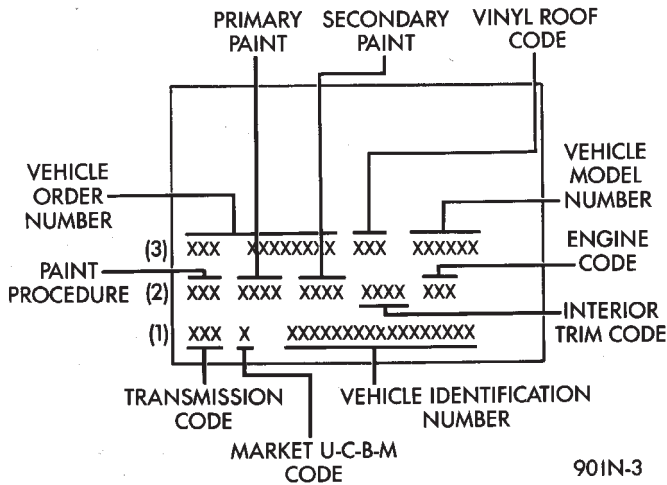 PRIMARY PAINT
SECONDARY PAINT
VINYL ROOF CODE
VEHICLE ORDER NUMBER
VEHICLE MODEL NUMBER
(3) XXX XXXXXXXX XXX XXXXXX
ENGINE CODE
PAINT PROCEDURE
(2) XXX XXXX XXXX XXXX XXX
INTERIOR TRIM CODE
(1) XXX X XXXXXXXXXXXXXXXXX
TRANSMISSION CODE
VEHICLE IDENTIFICATION NUMBER
MARKET U-C-B-M CODE
901N-3